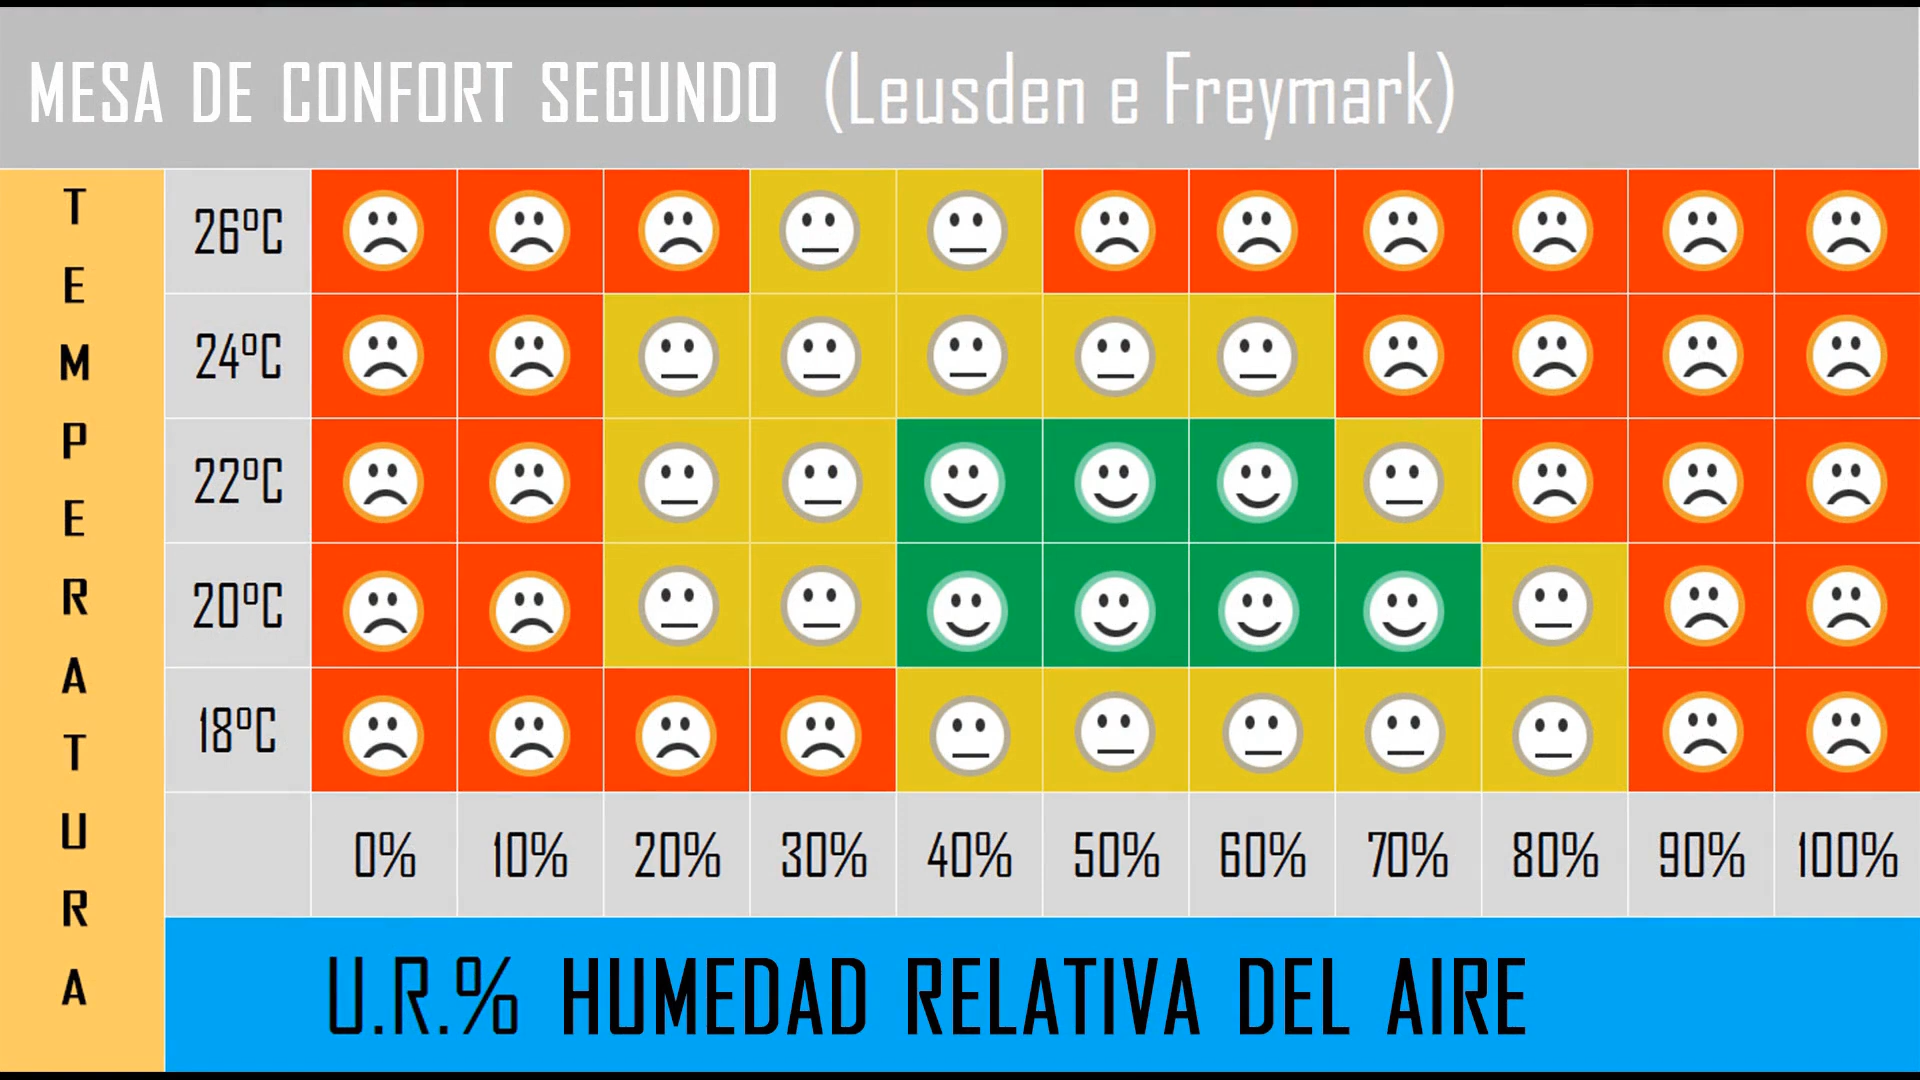 MESA DE CONFORT SEGUNDO (Leusden e Freymark)
TEMPERATURA
26ºC
24ºC
22ºC
20ºC
18ºC
0% 10% 20% 30% 40% 50% 60% 70% 80% 90% 100%
U.R.% HUMEDAD RELATIVA DEL AIRE